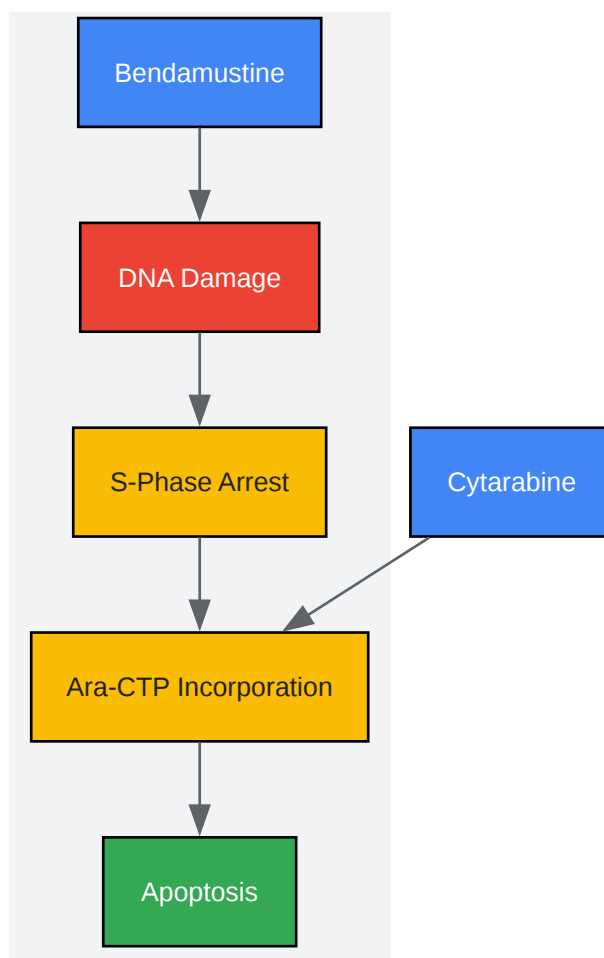 Bendamustine
DNA Damage
S-Phase Arrest
Cytarabine
Ara-CTP Incorporation
Apoptosis